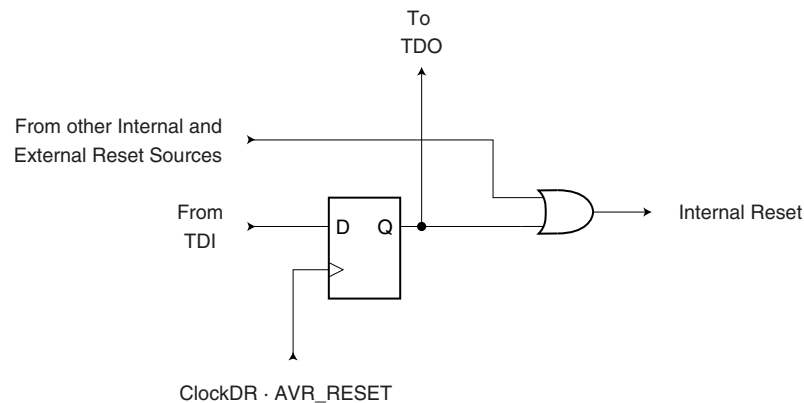 To
TDO
From other Internal and
External Reset Sources
From
TDI
D Q
Internal Reset
ClockDR · AVR_RESET